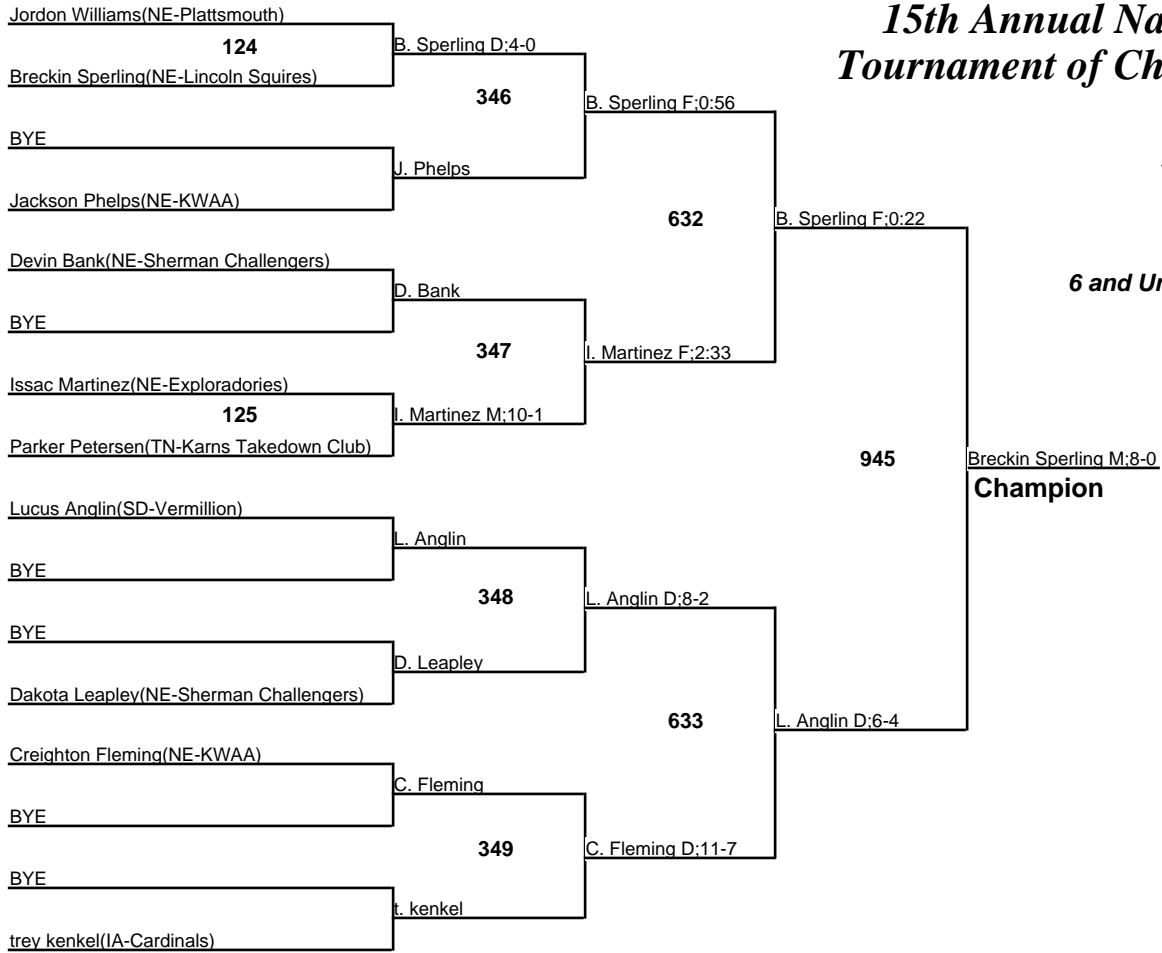 15th Annual Na
Tournament of Ch
6 and Ur
Jordon Williams(NE-Plattsmouth)
124
Breckin Sperling(NE-Lincoln Squires)
B. Sperling D;4-0
346
BYE
J. Phelps
Jackson Phelps(NE-KWAA)
B. Sperling F;0:56
632
Devin Bank(NE-Sherman Challengers)
D. Bank
BYE
347
Issac Martinez(NE-Exploradories)
125
I. Martinez M;10-1
Parker Petersen(TN-Karns Takedown Club)
I. Martinez F;2:33
B. Sperling F;0:22
945
Breckin Sperling M;8-0
Champion
Lucus Anglin(SD-Vermillion)
L. Anglin
BYE
348
BYE
D. Leapley
Dakota Leapley(NE-Sherman Challengers)
L. Anglin D;8-2
633
L. Anglin D;6-4
Creighton Fleming(NE-KWAA)
C. Fleming
BYE
349
C. Fleming D;11-7
BYE
t. kenkel
trey kenkel(IA-Cardinals)